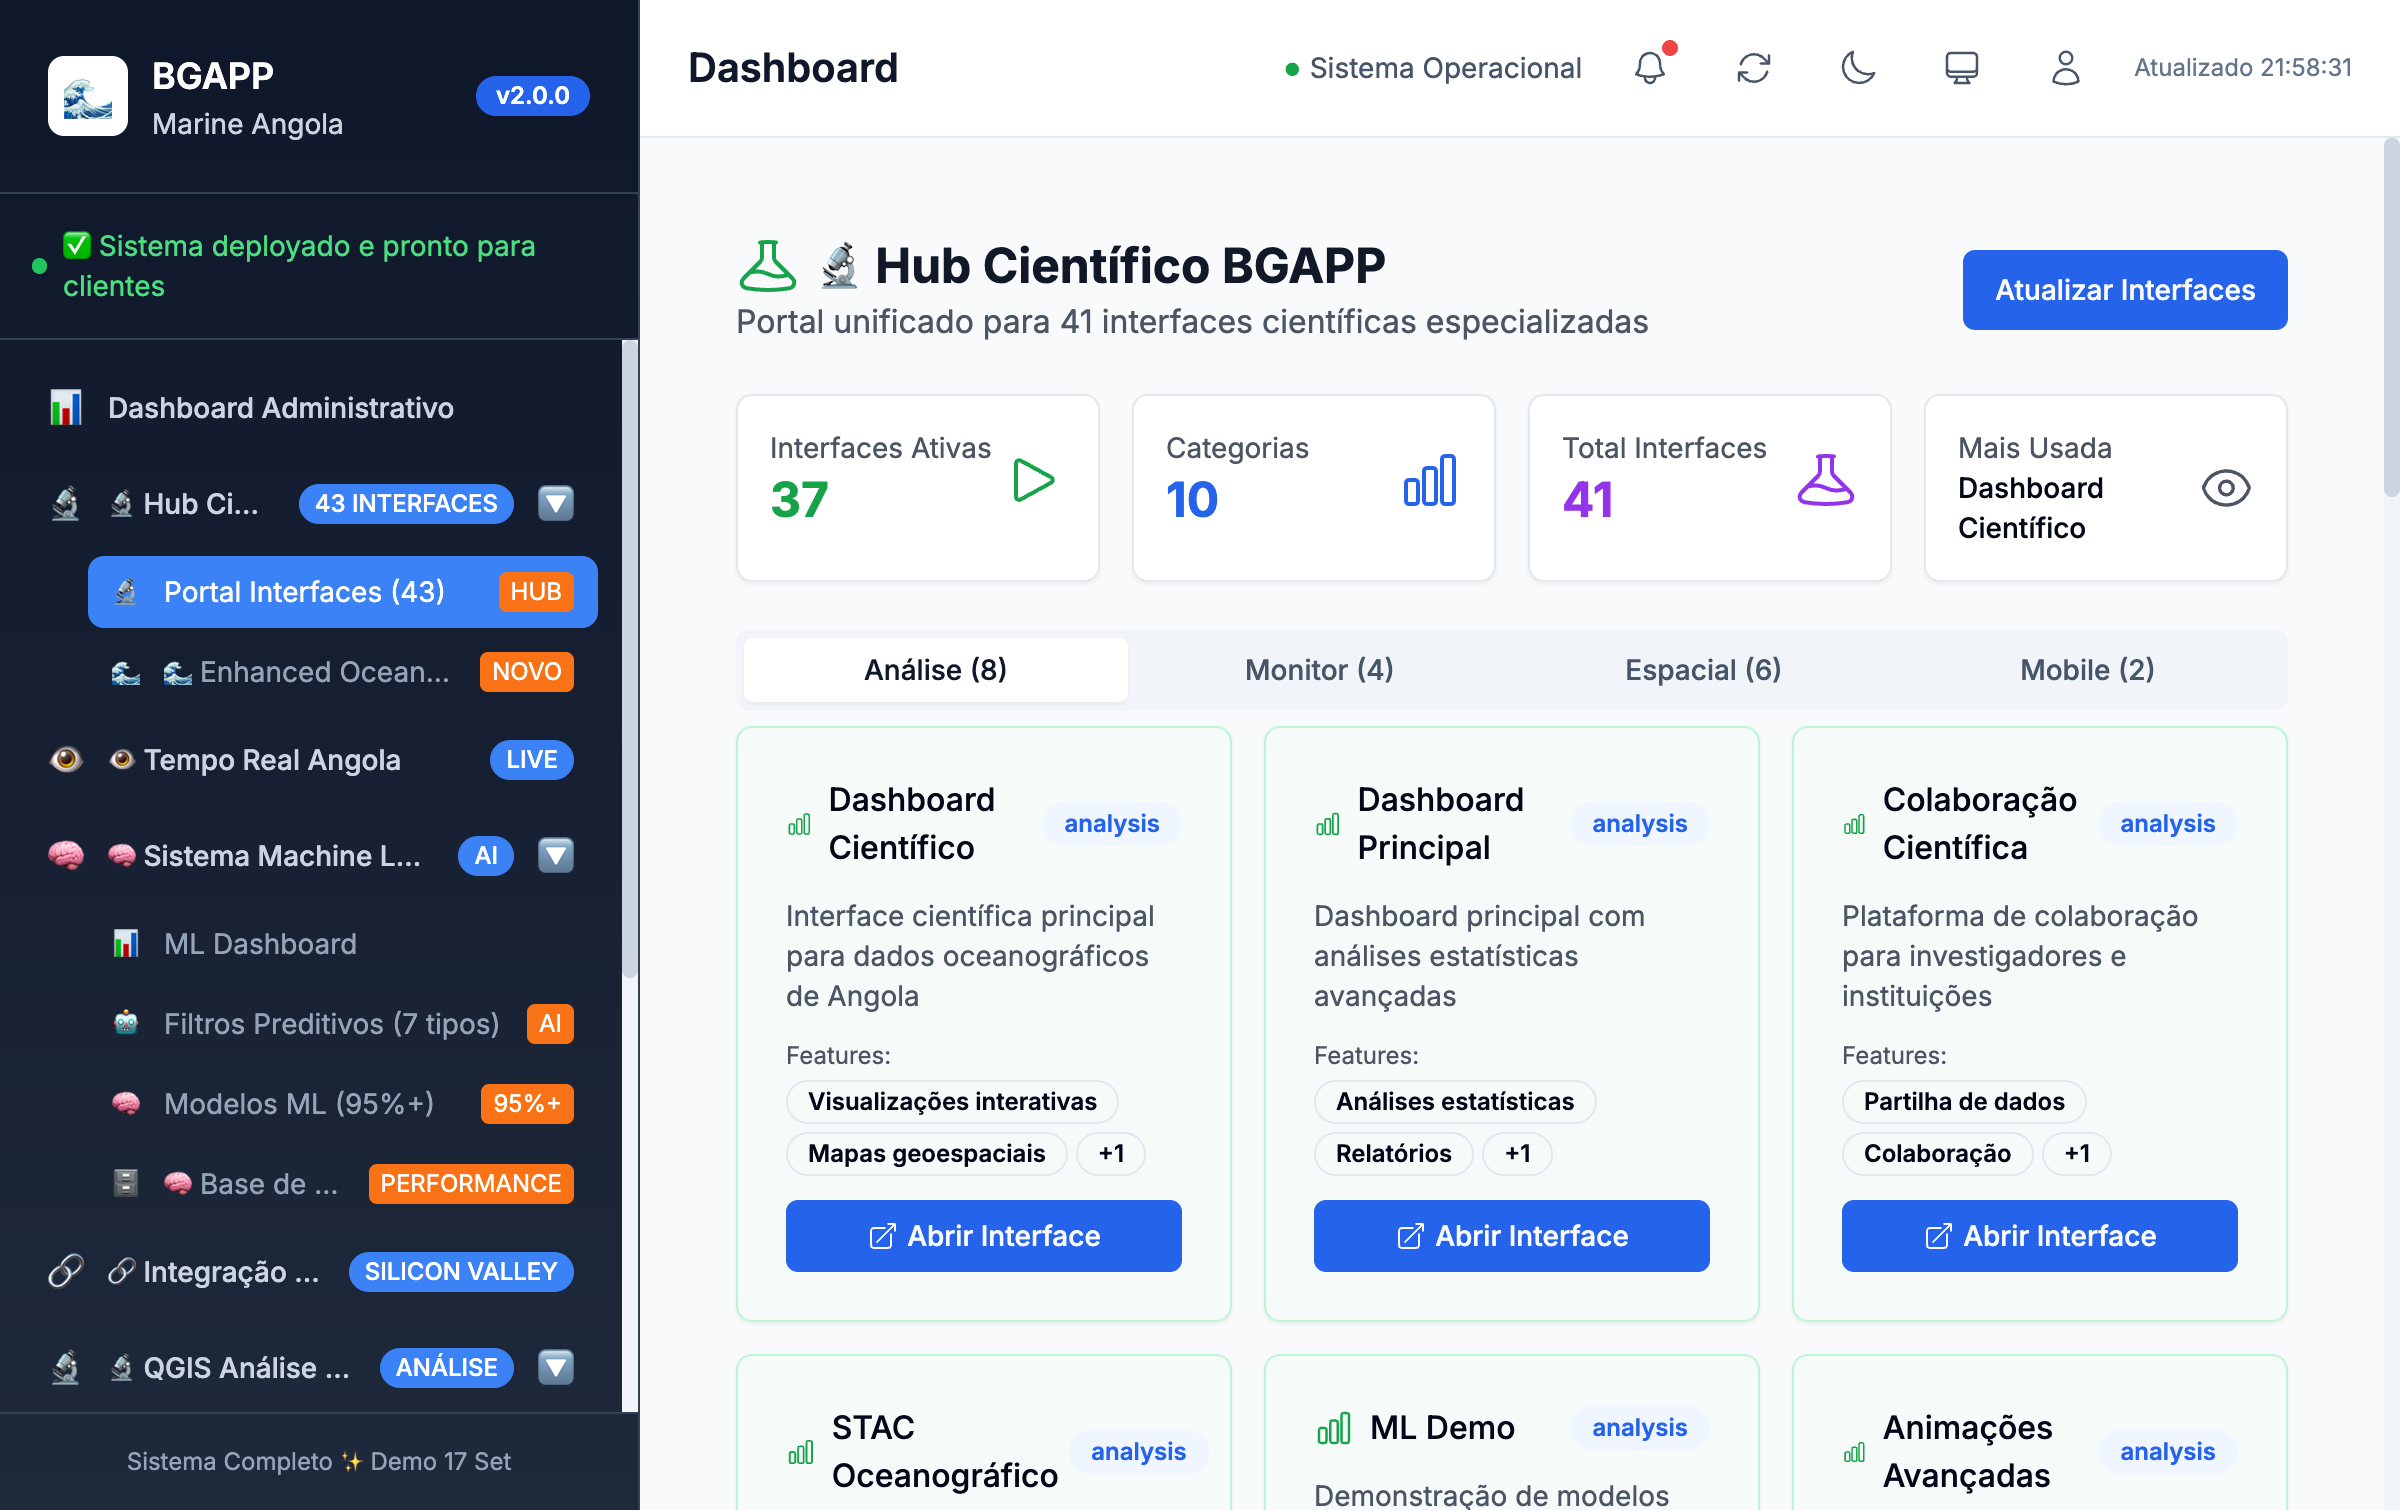 BGAPP
Marine Angola
v2.0.0
Sistema deployado e pronto para
clientes
Dashboard Administrativo
Hub Ci...
43 INTERFACES
Portal Interfaces (43)
HUB
Enhanced Ocean...
NOVO
Tempo Real Angola
LIVE
Sistema Machine L...
AI
ML Dashboard
Filtros Preditivos (7 tipos)
AI
Modelos ML (95%+)
95%+
Base de ...
PERFORMANCE
Integração ...
SILICON VALLEY
QGIS Análise ...
ANÁLISE
Sistema Completo ✨ Demo 17 Set
Dashboard
Sistema Operacional
Atualizado 21:58:31
Hub Científico BGAPP
Portal unificado para 41 interfaces científicas especializadas
Atualizar Interfaces
Interfaces Ativas
37
Categorias
10
Total Interfaces
41
Mais Usada
Dashboard
Científico
Análise (8)
Monitor (4)
Espacial (6)
Mobile (2)
Dashboard
Científico
analysis
Interface científica principal
para dados oceanográficos
de Angola
Features:
Visualizações interativas
Mapas geoespaciais
+1
Abrir Interface
Dashboard
Principal
analysis
Dashboard principal com
análises estatísticas
avançadas
Features:
Análises estatísticas
Relatórios
+1
Abrir Interface
Colaboração
Científica
analysis
Plataforma de colaboração
para investigadores e
instituições
Features:
Partilha de dados
Colaboração
+1
Abrir Interface
STAC
Oceanográfico
analysis
ML Demo
analysis
Demonstração de modelos
Animações
Avançadas
analysis